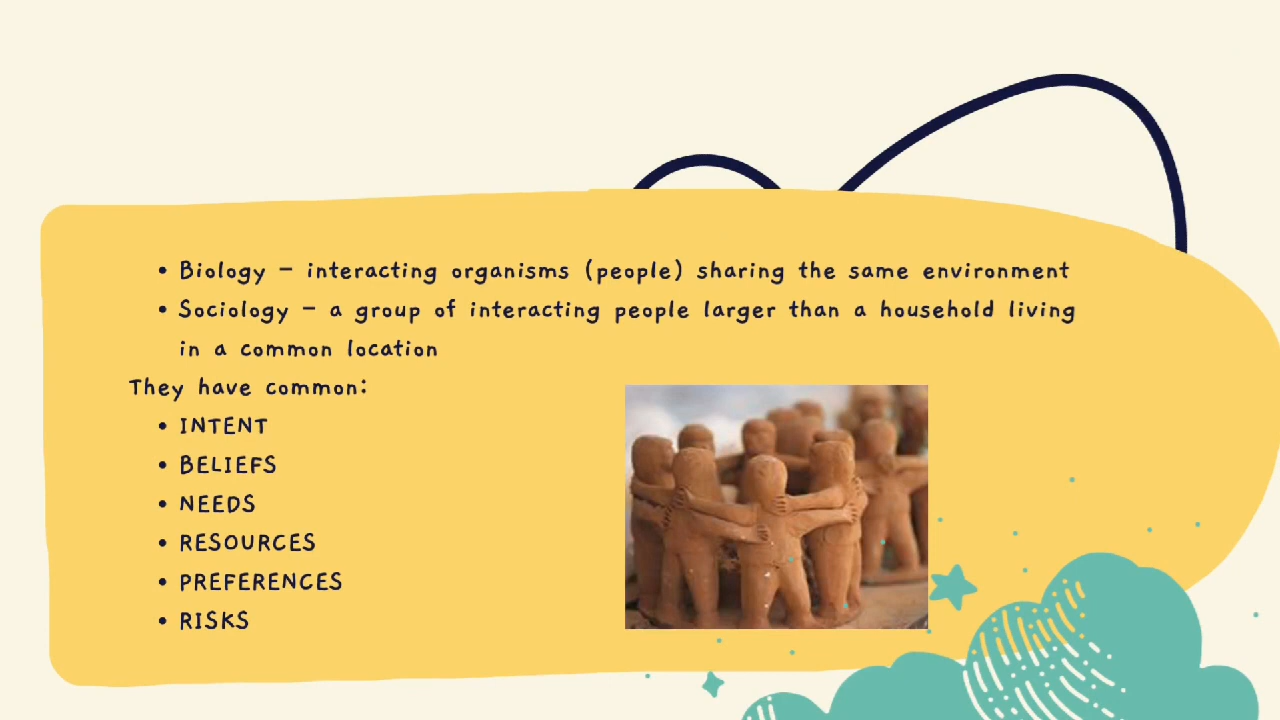 • Biology – interacting organisms (people) sharing the same environment
• Sociology – a group of interacting people larger than a household living
in a common location
They have common:
• INTENT
• BELIEFS
• NEEDS
• RESOURCES
• PREFERENCES
• RISKS